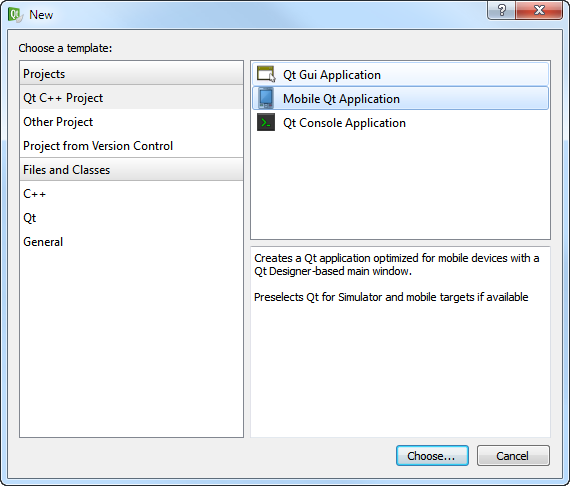 New
Choose a template:
Projects
Qt C++ Project
Other Project
Project from Version Control
Files and Classes
C++
Qt
General
Qt Gui Application
Mobile Qt Application
Qt Console Application
Creates a Qt application optimized for mobile devices with a
Qt Designer-based main window.
Preselects Qt for Simulator and mobile targets if available
Choose...
Cancel